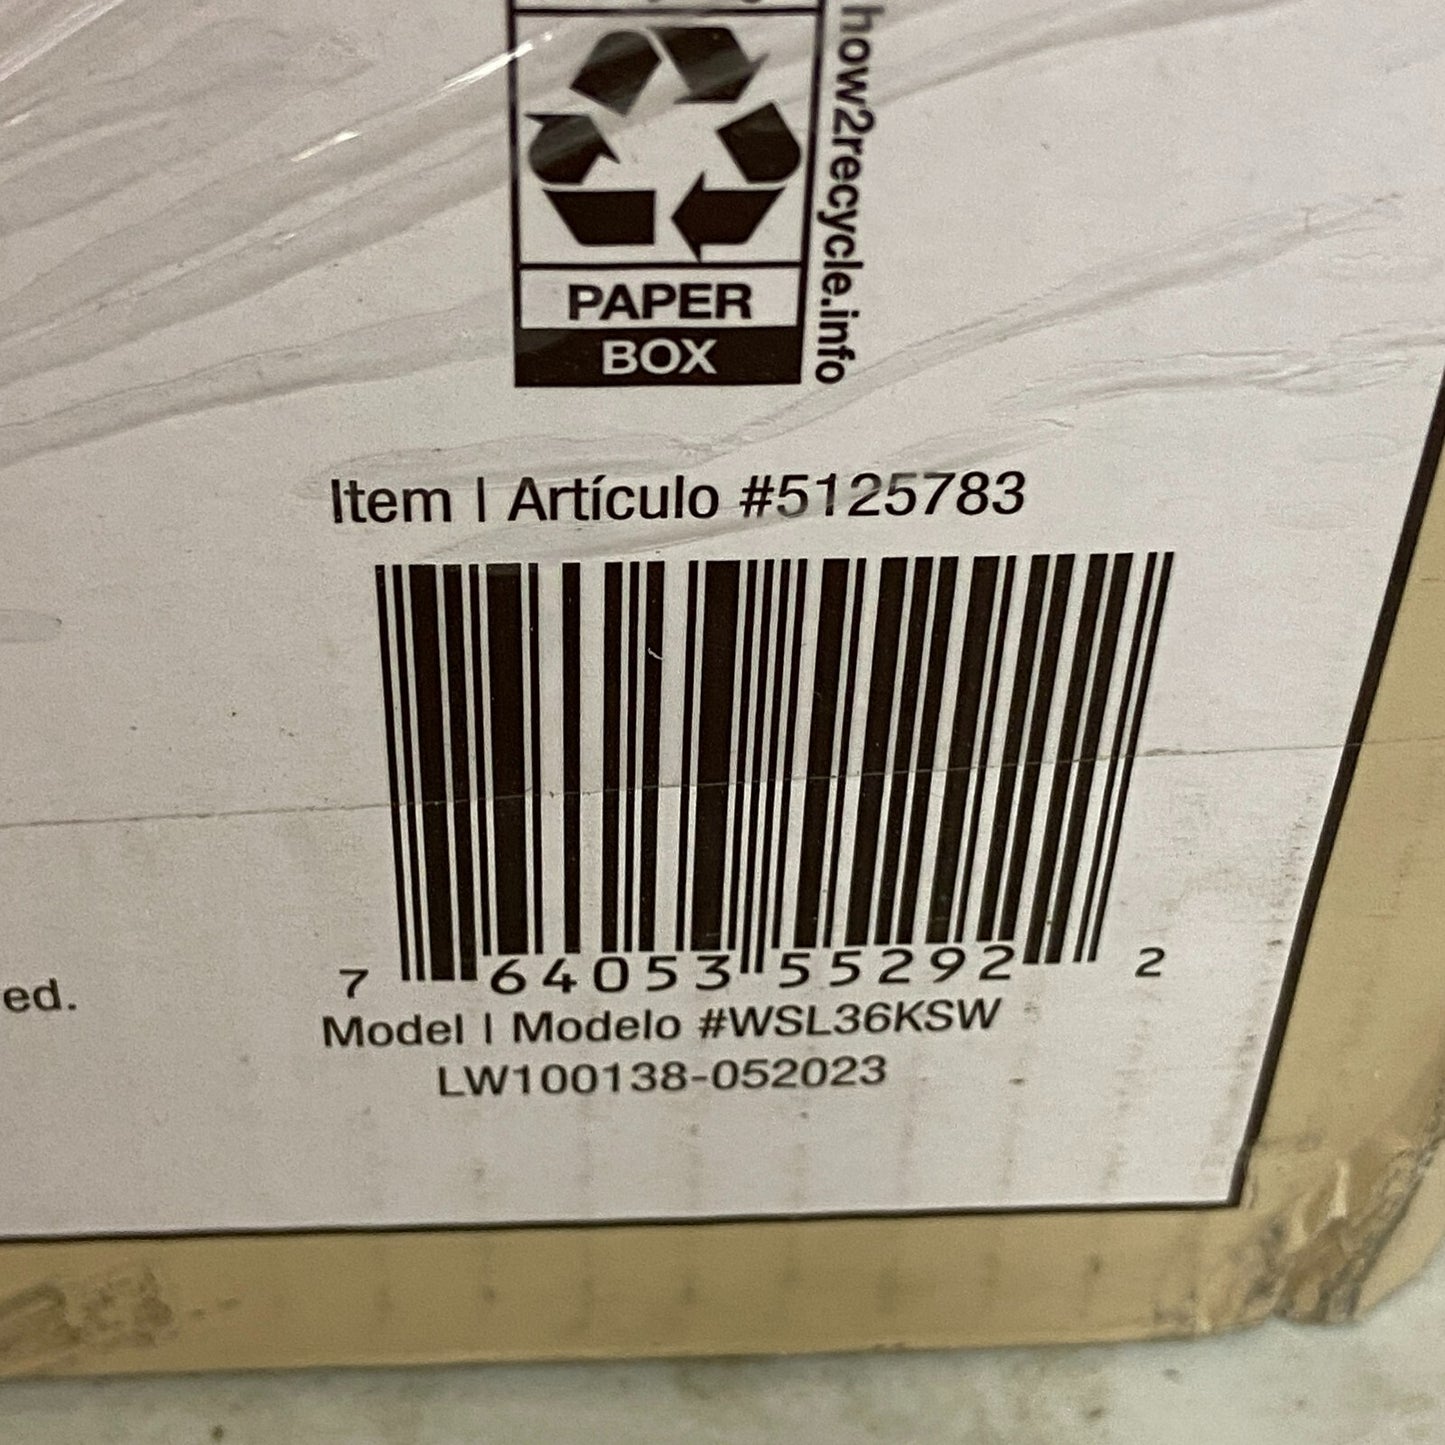 how2recycle.info
PAPER
BOX
Item | Artículo #5125783
7 64053 55292 2
ed.
Model | Modelo #WSL36KSW
LW100138-052023